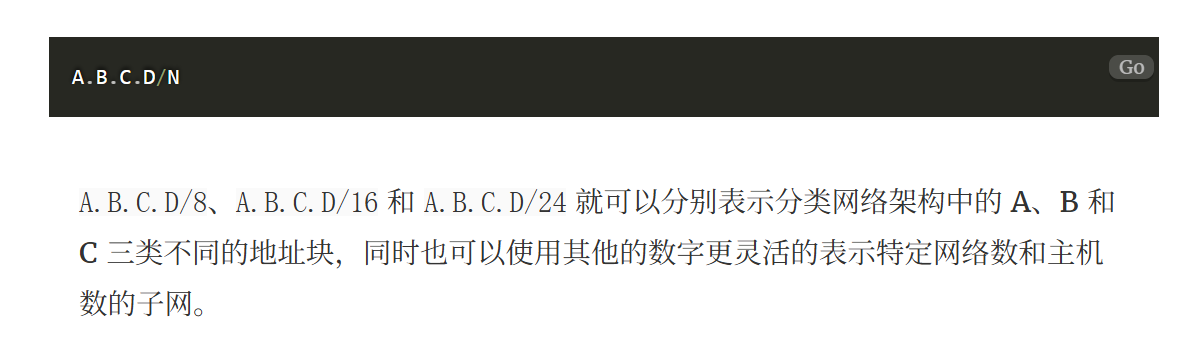 A.B.C.D/N
Go
A.B.C.D/8、A.B.C.D/16 和 A.B.C.D/24 就可以分别表示分类网络架构中的 A、B 和
C 三类不同的地址块，同时也可以使用其他的数字更灵活的表示特定网络数和主机
数的子网。